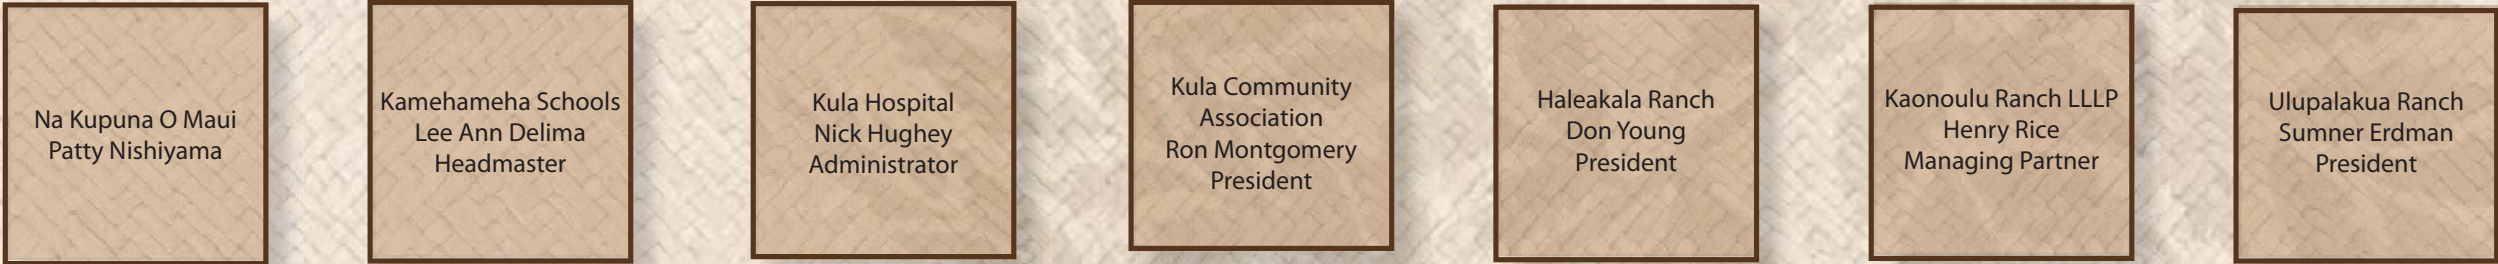 Na Kupuna O Maui
Patty Nishiyama
Kamehameha Schools
Lee Ann Delima
Headmaster
Kula Hospital
Nick Hughey
Administrator
Kula Community
Association
Ron Montgomery
President
Haleakala Ranch
Don Young
President
Kaonoulu Ranch LLLP
Henry Rice
Managing Partner
Ulupalakua Ranch
Sumner Erdman
President